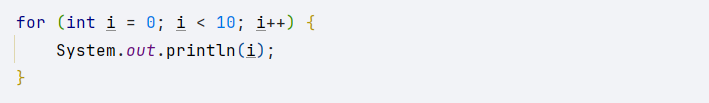 for (int i = 0; i < 10; i++) {
    System.out.println(i);
}